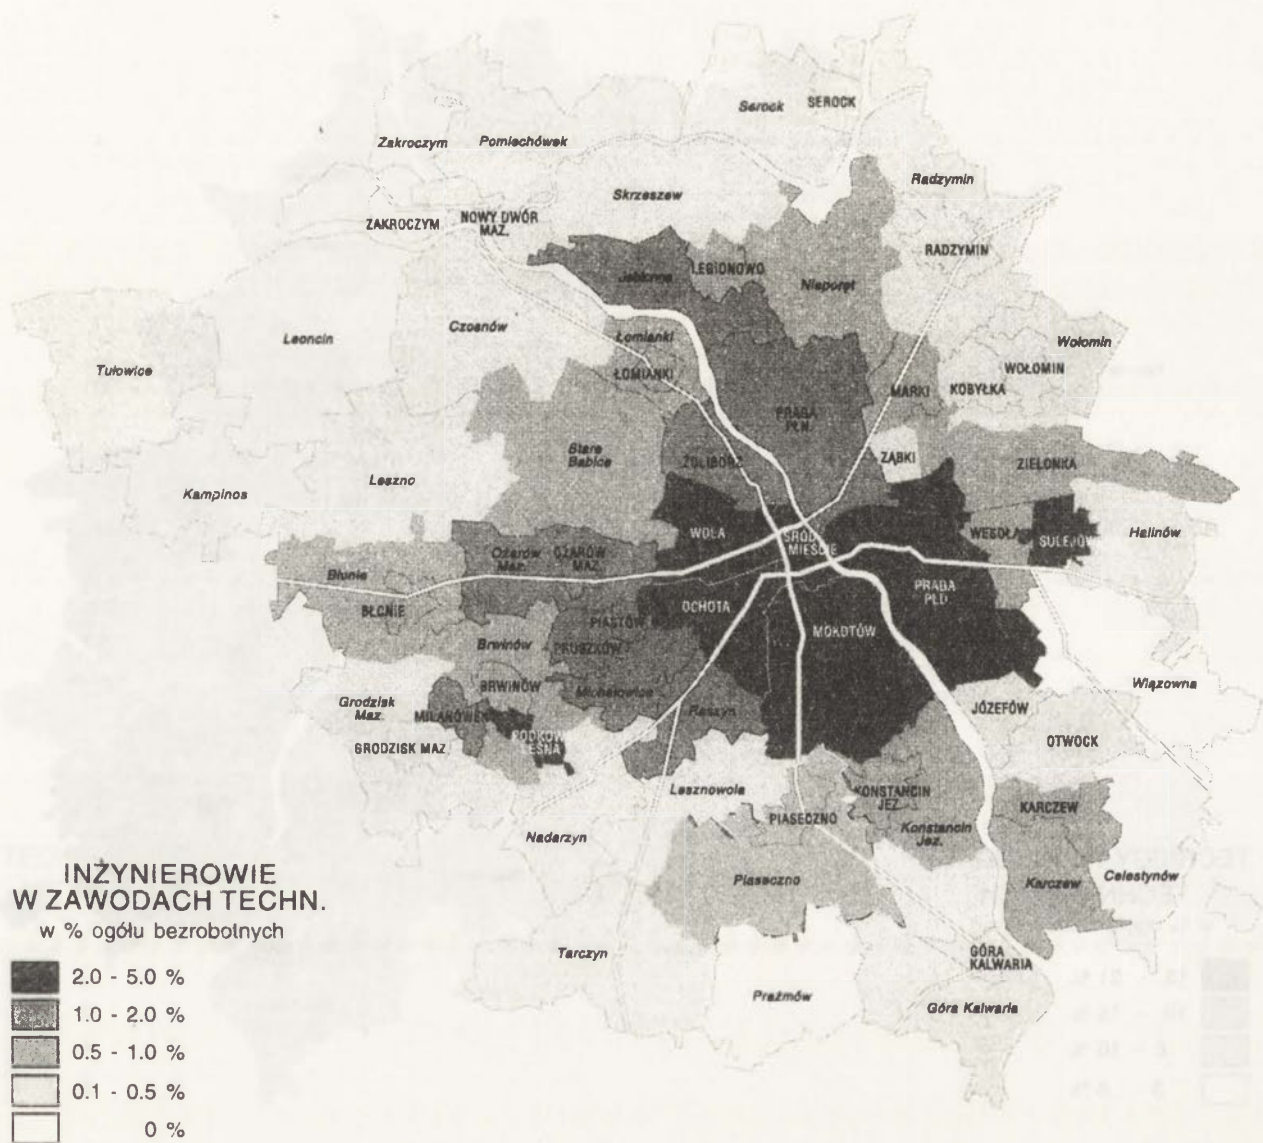 Serock SEROCK
Zakroczym Pomiechówek
Radzymin
Skrzeszew
ZAKROCZYM
NOWY DWÓR
MAZ.
RADZYMIN
Jabłonna
LEGIONOWO
Nieporęt
Leoncin
Czosnów
Łomianki
Wołomin
Tułowice
ŁOMIANKI
WOŁOMIN
MARKI
KOBYŁKA
PRAGA
PŁN.
Stare
Babice
ŻOLIBORZ
ZĄBKI
ZIELONKA
Kampinos
Leszno
WOLA
ŚRÓD
MIEŚCIE
WESOŁA
SULEJÓW
Halinów
Ożarów
Maz.
OŻARÓW
MAZ.
Błonie
BŁONIE
OCHOTA
PRAGA
PŁD.
PIASTÓW
MOKOTÓW
Brwinów
PRUSZKÓW
BRWINÓW
Michałowice
Wiązowna
Grodzisk
Maz.
MILANÓWEK
Raszyn
JÓZEFÓW
GRODZISK MAZ.
PODKOWA
LEŚNA
OTWOCK
Lesznowola
KONSTANCIN
JEZ.
KARCZEW
PIASECZNO
Konstancin
Jez.
Nadarzyn
Piaseczno
Karczew
Celestynów
Tarczyn
GÓRA
KALWARIA
Prażmów
Góra Kalwaria
INŻYNIEROWIE
W ZAWODACH TECHN.
w % ogółu bezrobotnych
2.0 - 5.0 %
1.0 - 2.0 %
0.5 - 1.0 %
0.1 - 0.5 %
0 %